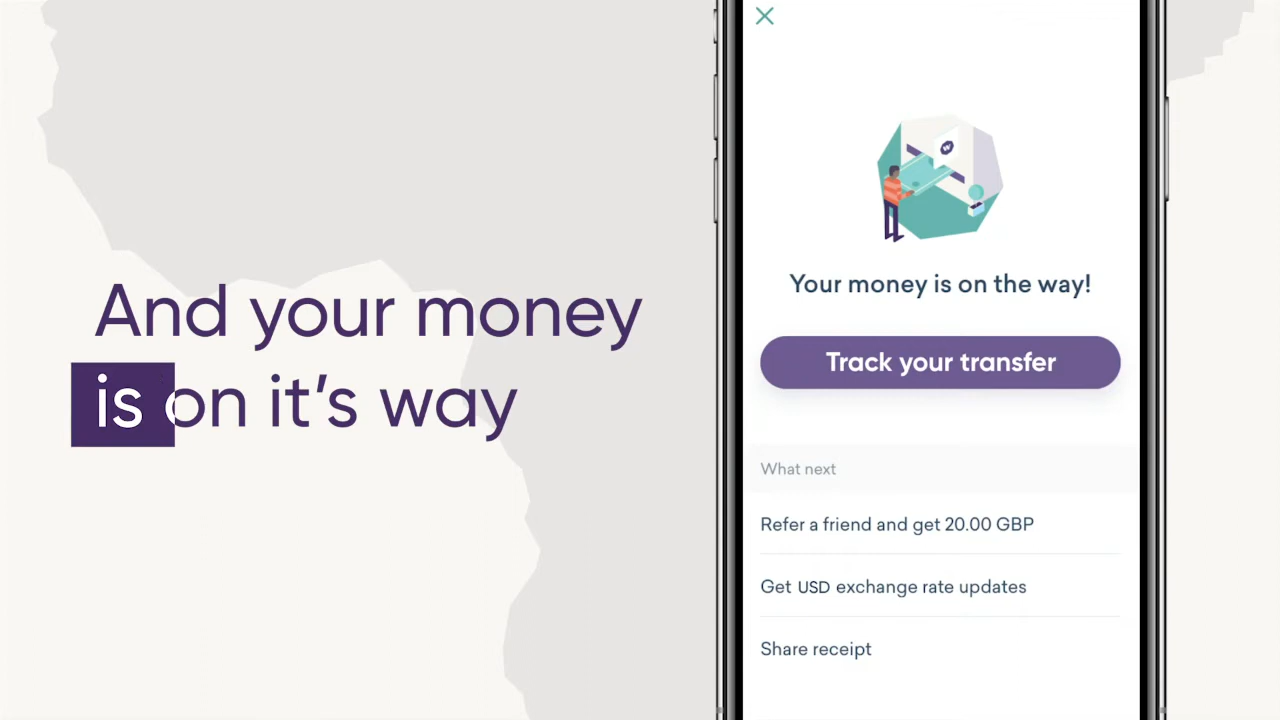 And your money
is on it’s way
W
Your money is on the way!
Track your transfer
What next
Refer a friend and get 20.00 GBP
Get USD exchange rate updates
Share receipt